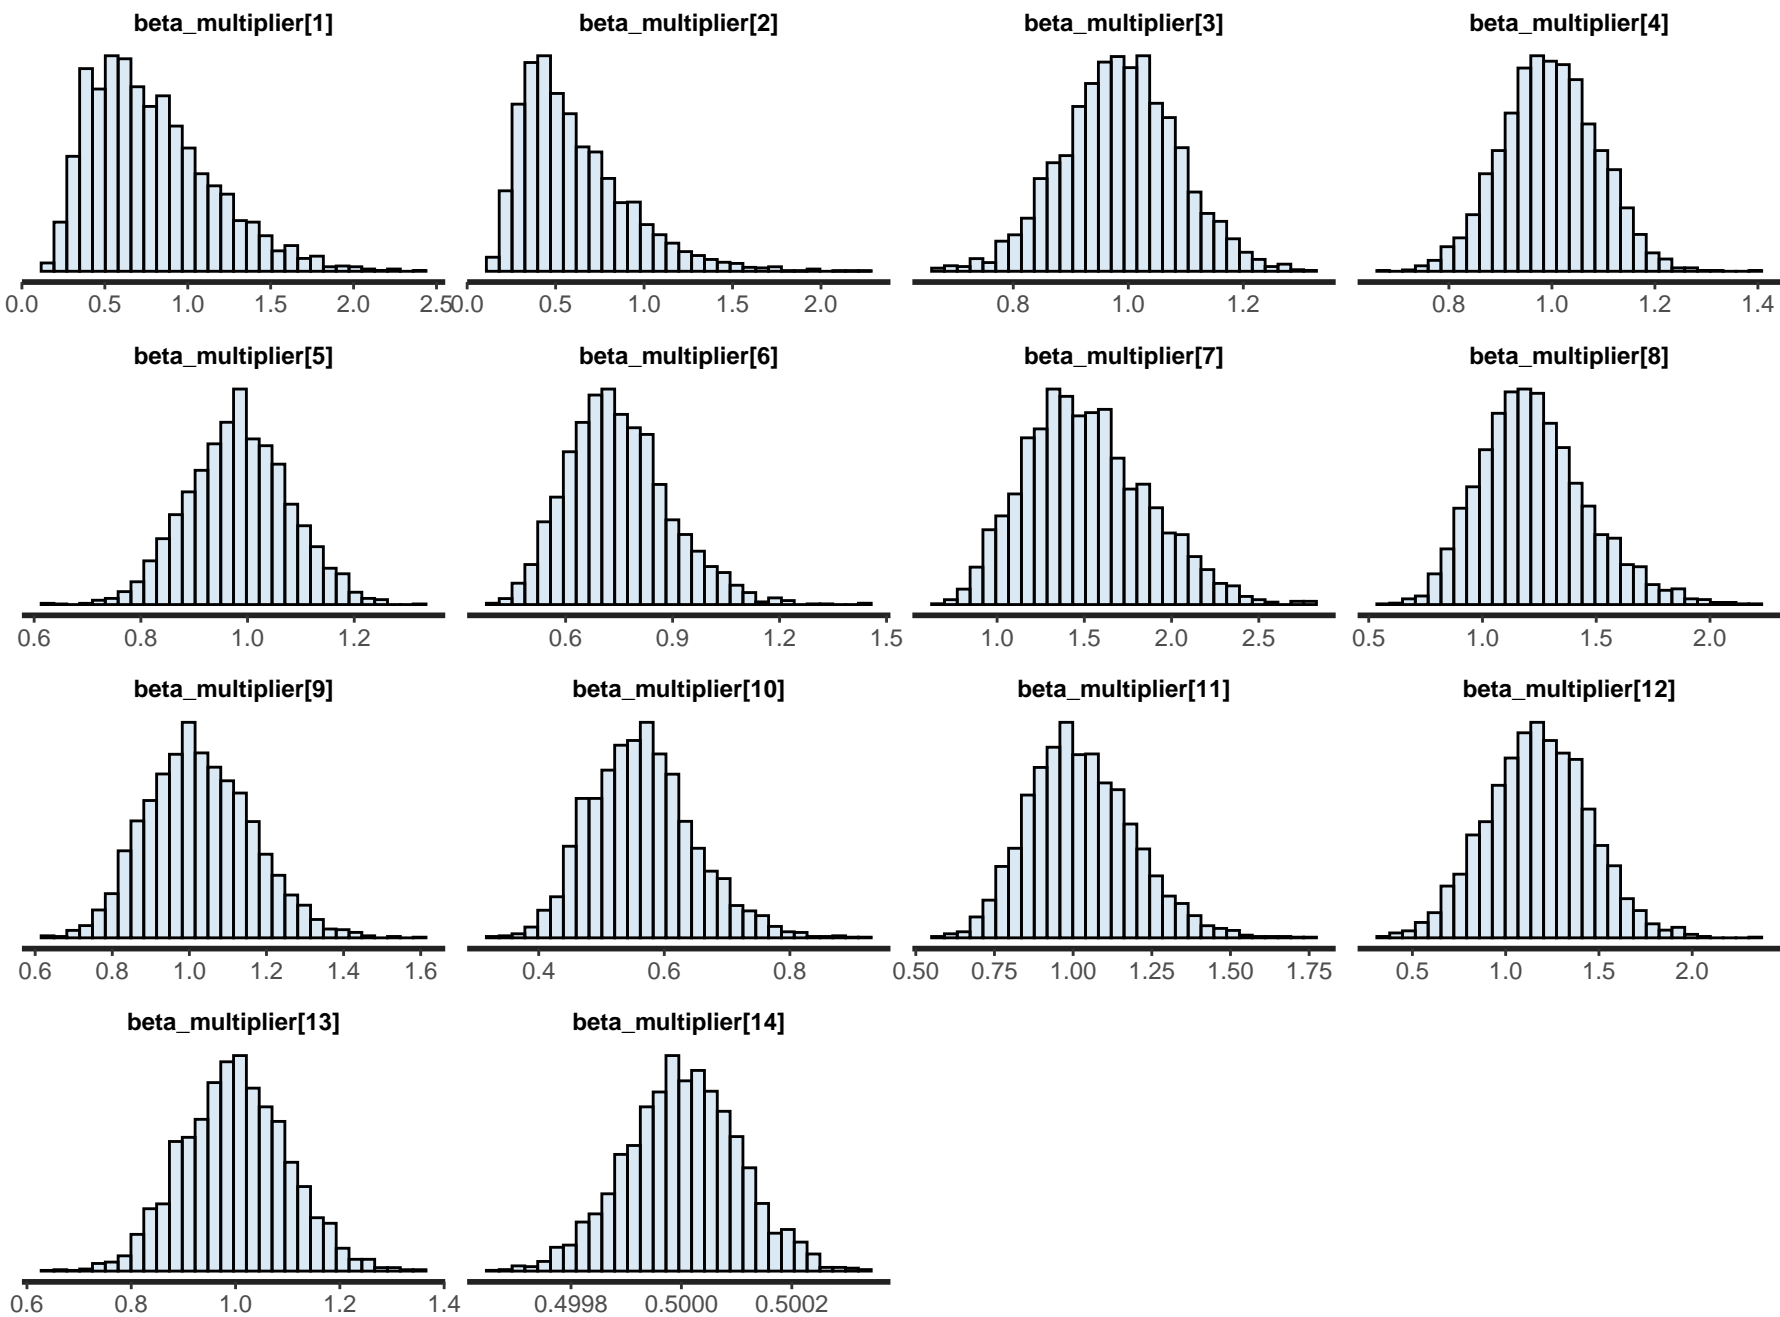 beta_multiplier[1] beta_multiplier[2] beta_multiplier[3] beta_multiplier[4]
0.0 0.5 1.0 1.5 2.0 2.5 0.0 0.5 1.0 1.5 2.0 0.8 1.0 1.2 0.8 1.0 1.2 1.4
beta_multiplier[5] beta_multiplier[6] beta_multiplier[7] beta_multiplier[8]
0.6 0.8 1.0 1.2 0.6 0.9 1.2 1.5 1.0 1.5 2.0 2.5 0.5 1.0 1.5 2.0
beta_multiplier[9] beta_multiplier[10] beta_multiplier[11] beta_multiplier[12]
0.6 0.8 1.0 1.2 1.4 1.6 0.4 0.6 0.8 0.50 0.75 1.00 1.25 1.50 1.75 0.5 1.0 1.5 2.0
beta_multiplier[13] beta_multiplier[14]
0.6 0.8 1.0 1.2 1.4 0.4998 0.5000 0.5002